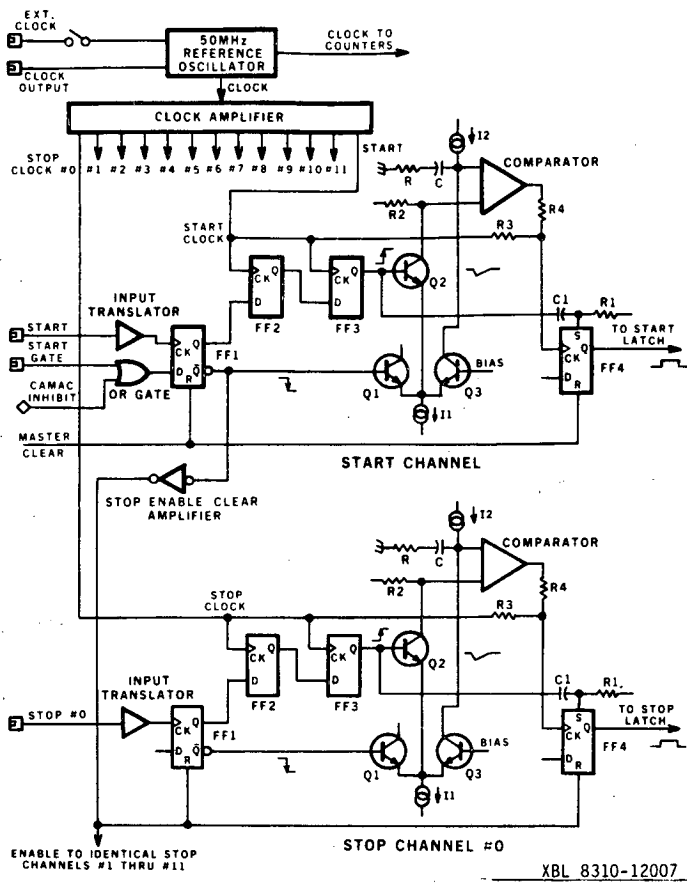 EXT.
CLOCK
50MHz
REFERENCE
OSCILLATOR
CLOCK TO
COUNTERS
CLOCK
OUTPUT
CLOCK
CLOCK AMPLIFIER
STOP
CLOCK #0 #1 #2 #3 #4 #5 #6 #7 #8 #9 #10 #11
START
I2
COMPARATOR
R C
R2
R4
START
CLOCK
R3
CK Q
D
FF2
CK Q
D
FF3
Q2
C1 R1
INPUT
TRANSLATOR
START
START
GATE
CK Q
D R Q
FF1
OR GATE
CAMAC
INHIBIT
Q1
Q3
BIAS
I1
S
CK Q
D R
FF4
TO START
LATCH
MASTER
CLEAR
START CHANNEL
STOP ENABLE CLEAR
AMPLIFIER
I2
COMPARATOR
R C
R2
R4
STOP
CLOCK
R3
CK Q
D
FF2
CK Q
D
FF3
Q2
C1 R1
INPUT
TRANSLATOR
STOP #0
CK Q
D R Q
FF1
Q1
Q3
BIAS
I1
S
CK Q
D R
FF4
TO STOP
LATCH
STOP CHANNEL #0
ENABLE TO IDENTICAL STOP
CHANNELS #1 THRU #11
XBL 8310-12007